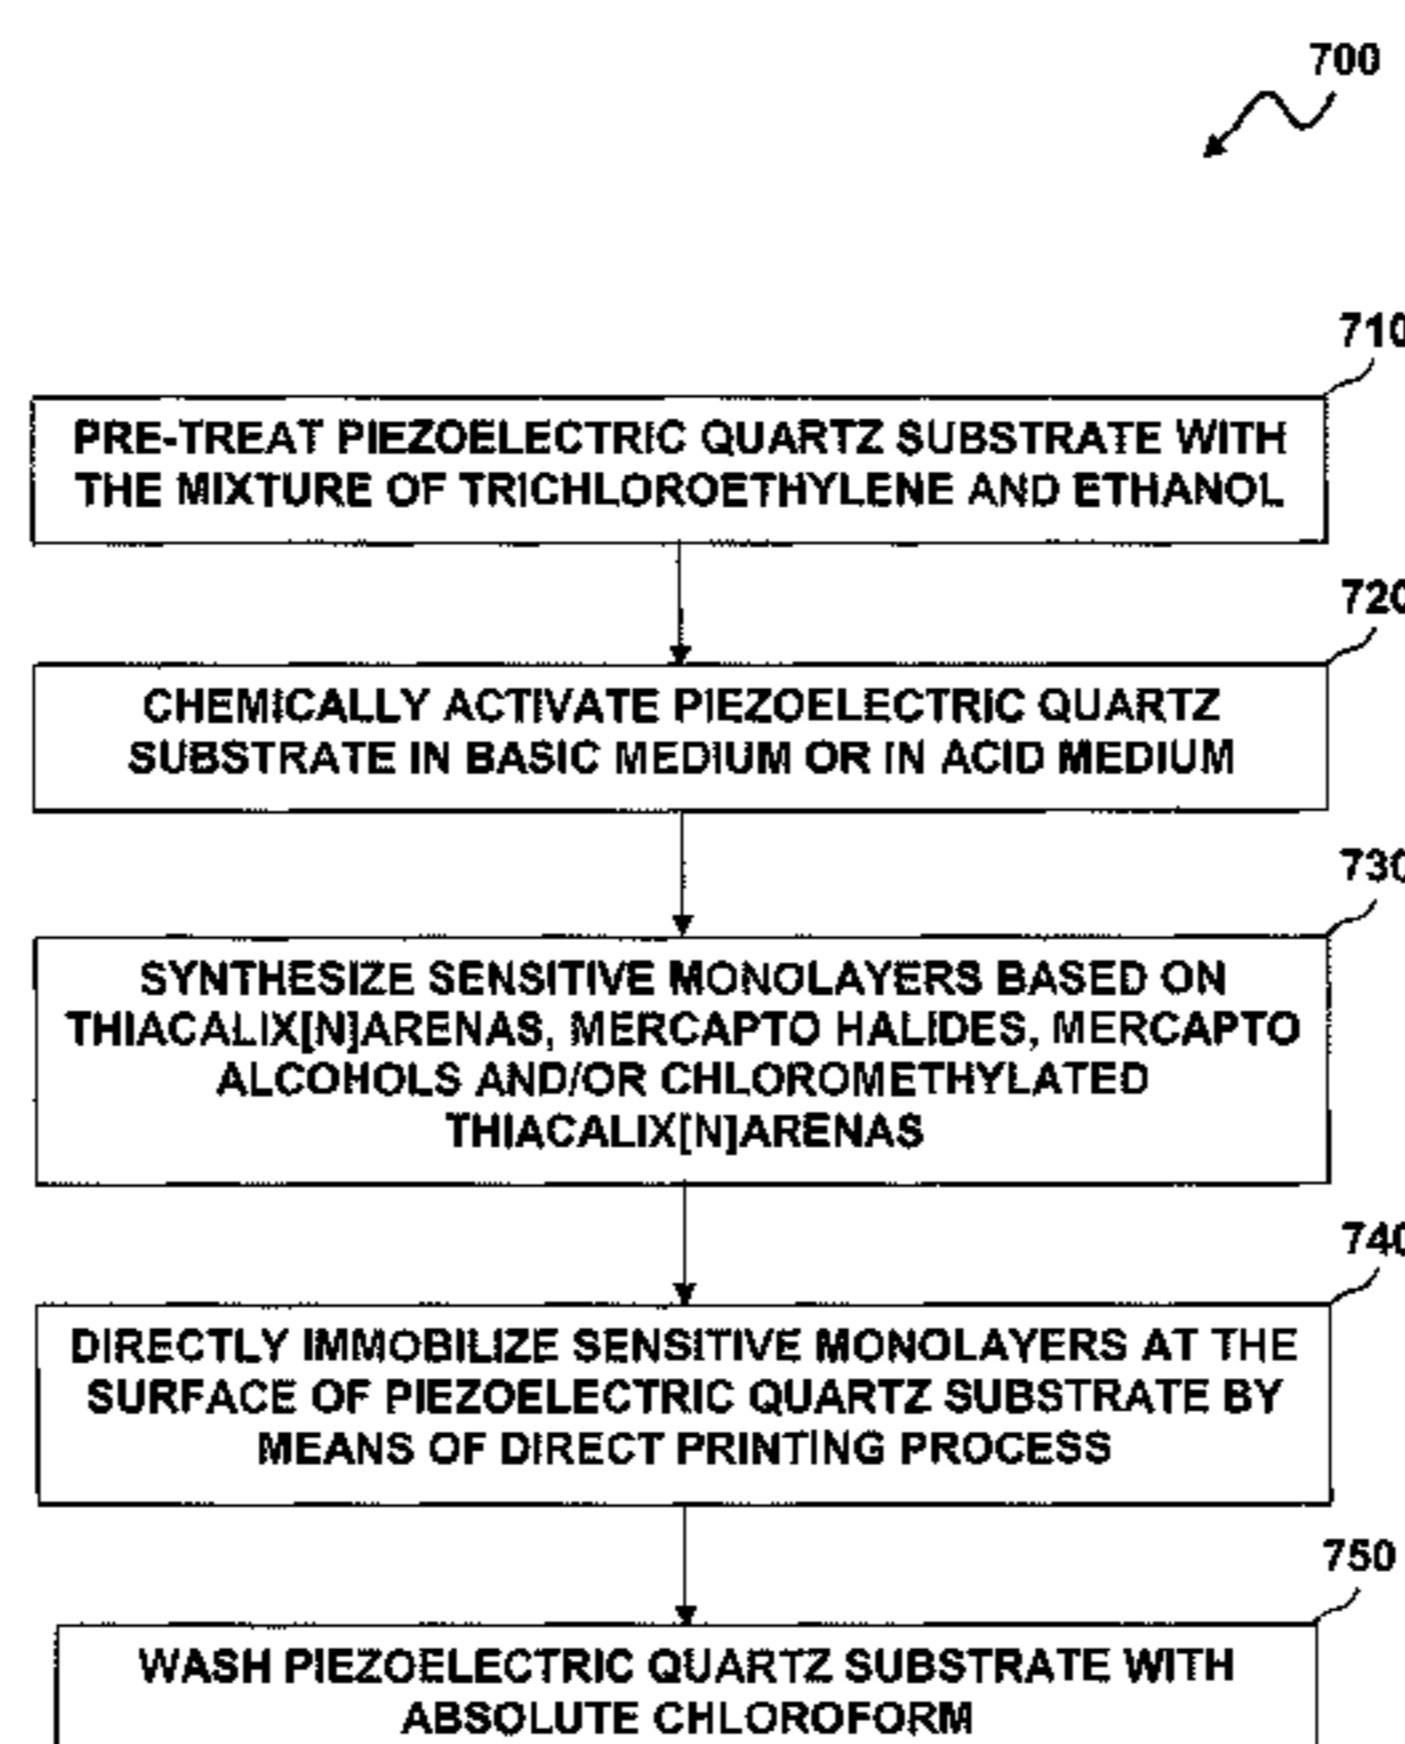 700
710
PRE-TREAT PIEZOELECTRIC QUARTZ SUBSTRATE WITH
THE MIXTURE OF TRICHLOROETHYLENE AND ETHANOL
720
CHEMICALLY ACTIVATE PIEZOELECTRIC QUARTZ
SUBSTRATE IN BASIC MEDIUM OR IN ACID MEDIUM
730
SYNTHESIZE SENSITIVE MONOLAYERS BASED ON
THIACALIX[N]ARENAS, MERCAPTO HALIDES, MERCAPTO
ALCOHOLS AND/OR CHLOROMETHYLATED
THIACALIX[N]ARENAS
740
DIRECTLY IMMOBILIZE SENSITIVE MONOLAYERS AT THE
SURFACE OF PIEZOELECTRIC QUARTZ SUBSTRATE BY
MEANS OF DIRECT PRINTING PROCESS
750
WASH PIEZOELECTRIC QUARTZ SUBSTRATE WITH
ABSOLUTE CHLOROFORM